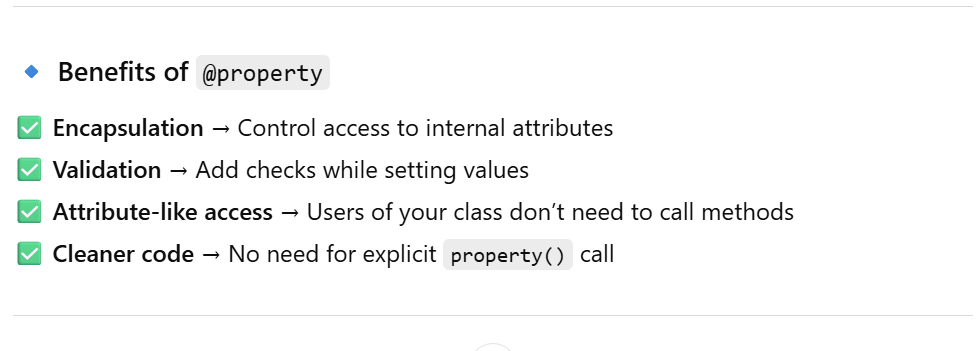 Benefits of @property
Encapsulation → Control access to internal attributes
Validation → Add checks while setting values
Attribute-like access → Users of your class don’t need to call methods
Cleaner code → No need for explicit property() call